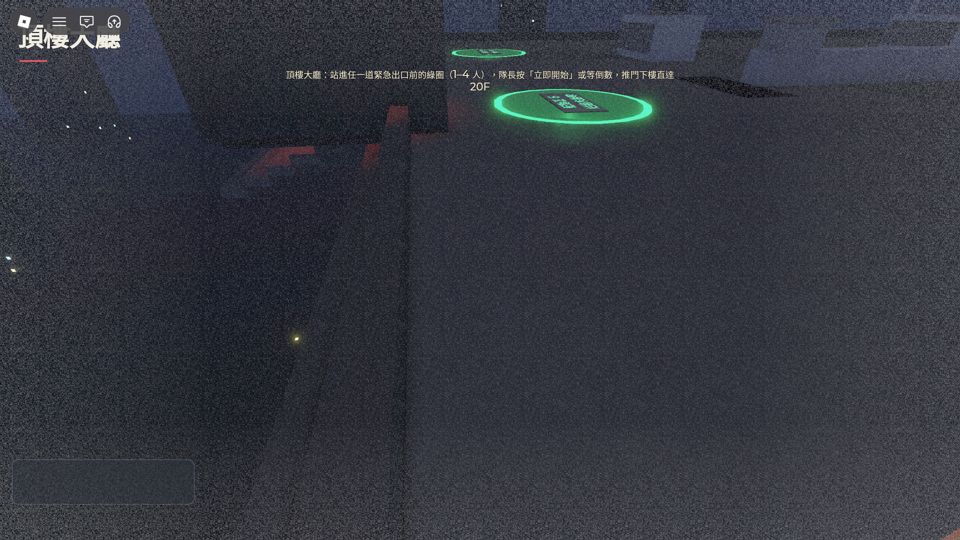 頂樓大廳
頂樓大廳：站進任一道緊急出口前的綠圈（1–4 人），隊長按「立即開始」或等倒數，推門下樓直達
20F